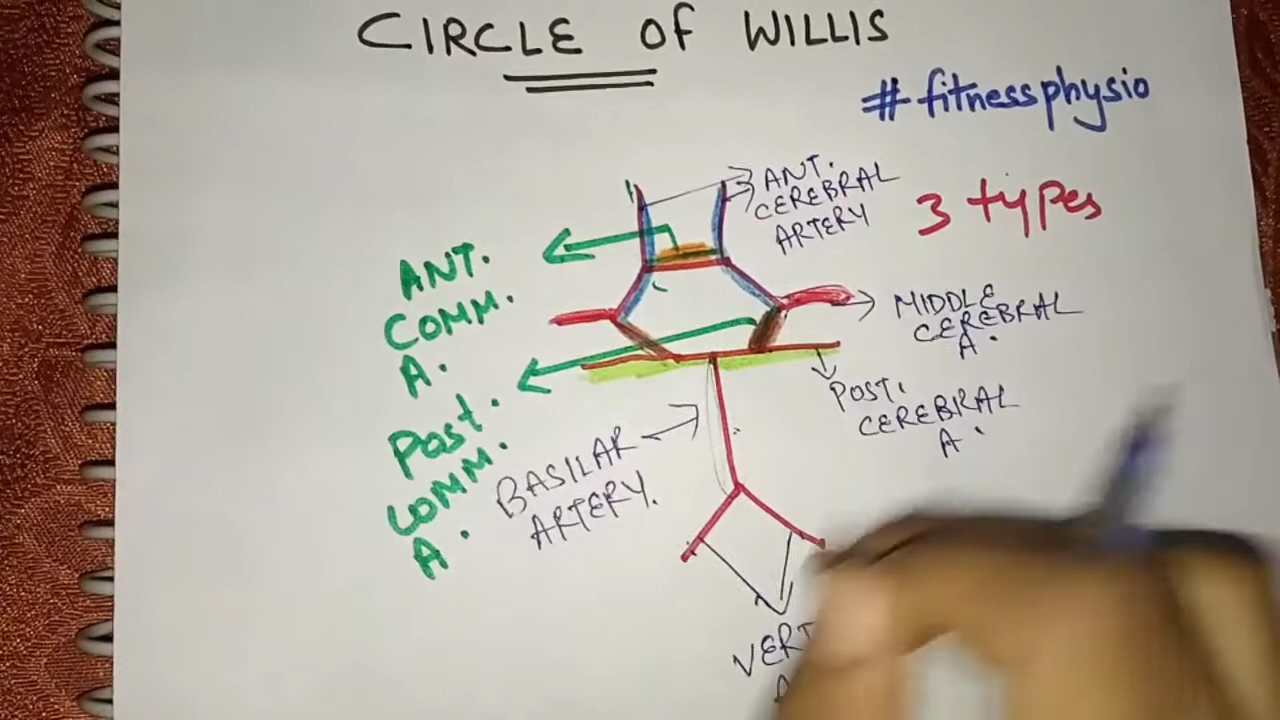 CIRCLE OF WILLIS
#fitnessphysio
ANT.
CEREBRAL
ARTERY
3 types
ANT.
COMM.
A.
MIDDLE
CEREBRAL
A.
POST.
CEREBRAL
A.
Post.
COMM.
A.
BASILAR
ARTERY.
VERT
A